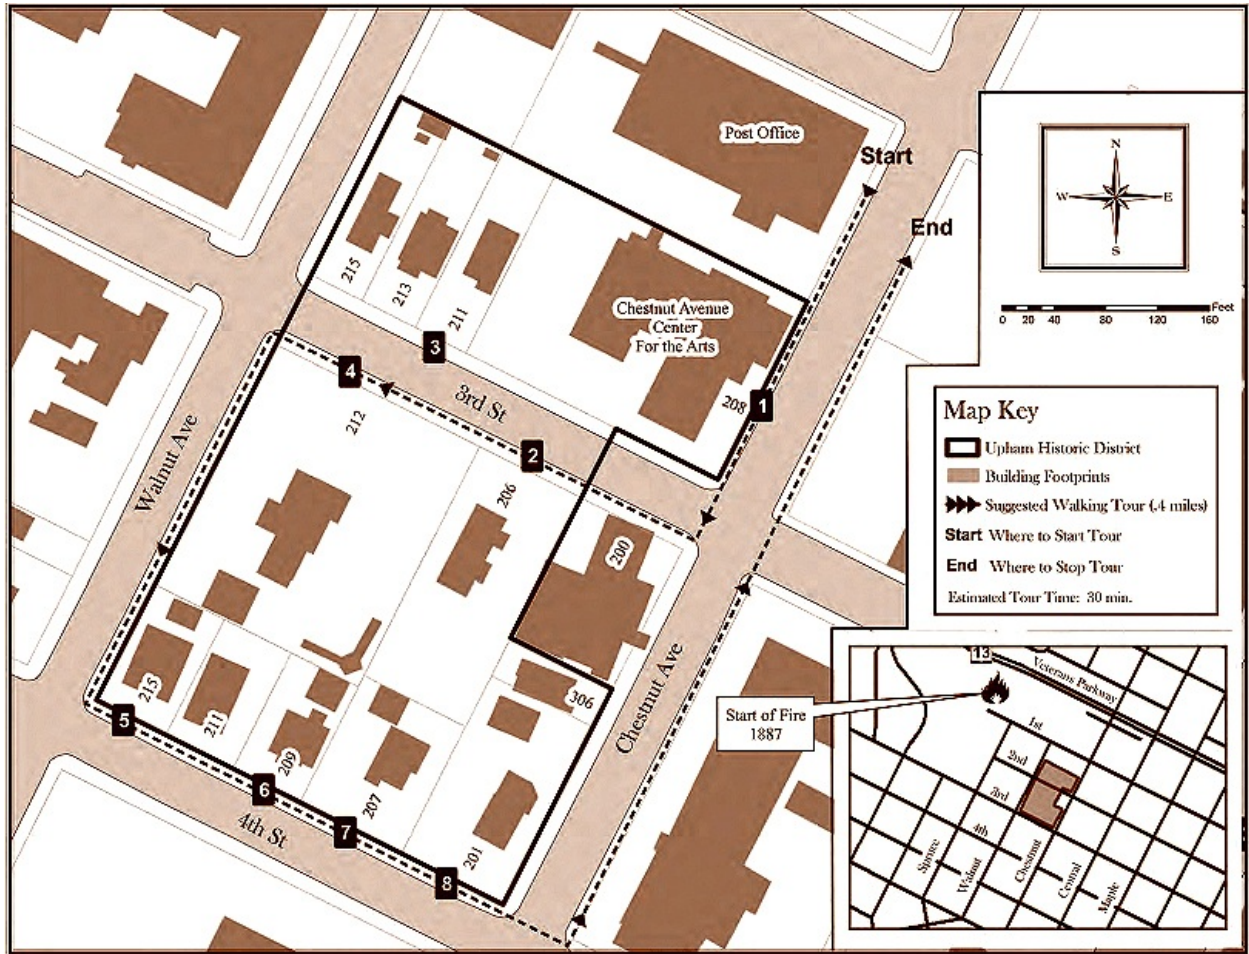 Post Office
Start
End
N
W
E
S
Feet
0 20 40 80 120 160
215
213
211
Chestnut Avenue
Center
For the Arts
208
1
3
4
3rd St
2
212
206
200
Walnut Ave
Map Key
Upham Historic District
Building Footprints
Suggested Walking Tour (.4 miles)
Start Where to Start Tour
End Where to Stop Tour
Estimated Tour Time: 30 min.
215
211
209
207
201
306
Chestnut Ave
5
6
7
8
4th St
Start of Fire
1887
13
Veterans Parkway
1st
2nd
3rd
4th
Spruce
Walnut
Chestnut
Central
Maple